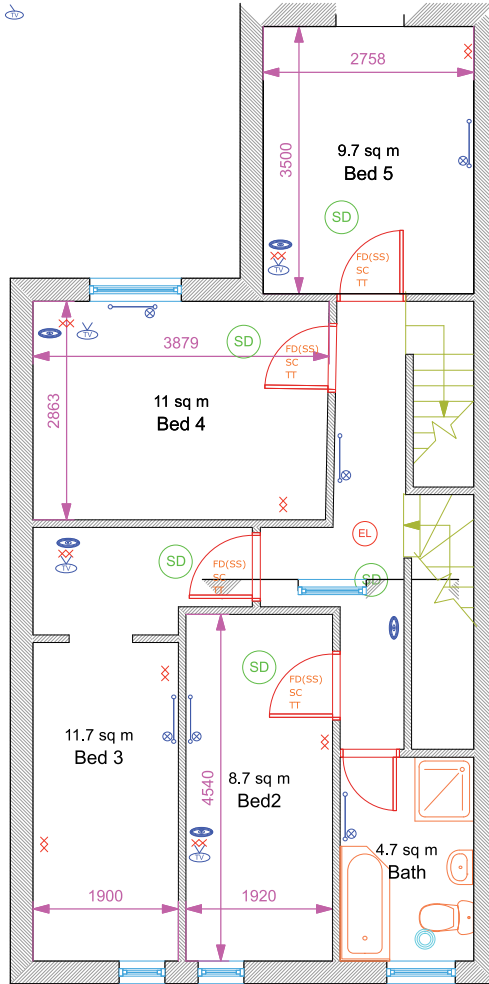 TV
2758
3500
9.7 sq m
Bed 5
SD
TV
FD(SS)
SC
TT
TV
3879
SD
FD(SS)
SC
TT
2863
11 sq m
Bed 4
EL
SD
TV
FD(SS)
SC
TT
SD
SD
FD(SS)
SC
TT
11.7 sq m
Bed 3
4540
8.7 sq m
Bed2
TV
4.7 sq m
Bath
1900
1920